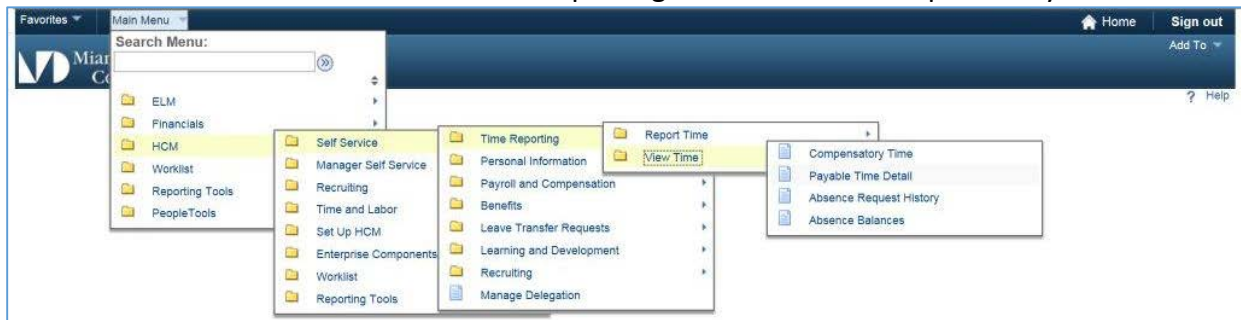 Favorites Main Menu Home Sign out
Search Menu:
Add To
Help
ELM
Financials
HCM
Worklist
Reporting Tools
PeopleTools
Self Service
Manager Self Service
Recruiting
Time and Labor
Set Up HCM
Enterprise Components
Worklist
Reporting Tools
Time Reporting
Personal Information
Payroll and Compensation
Benefits
Leave Transfer Requests
Learning and Development
Recruiting
Manage Delegation
Report Time
View Time
Compensatory Time
Payable Time Detail
Absence Request History
Absence Balances